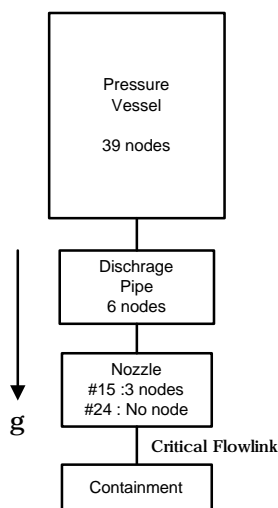 Pressure
Vessel
39 nodes
Dischrage
Pipe
6 nodes
g
Nozzle
#15 :3 nodes
#24 : No node
Critical Flowlink
Containment